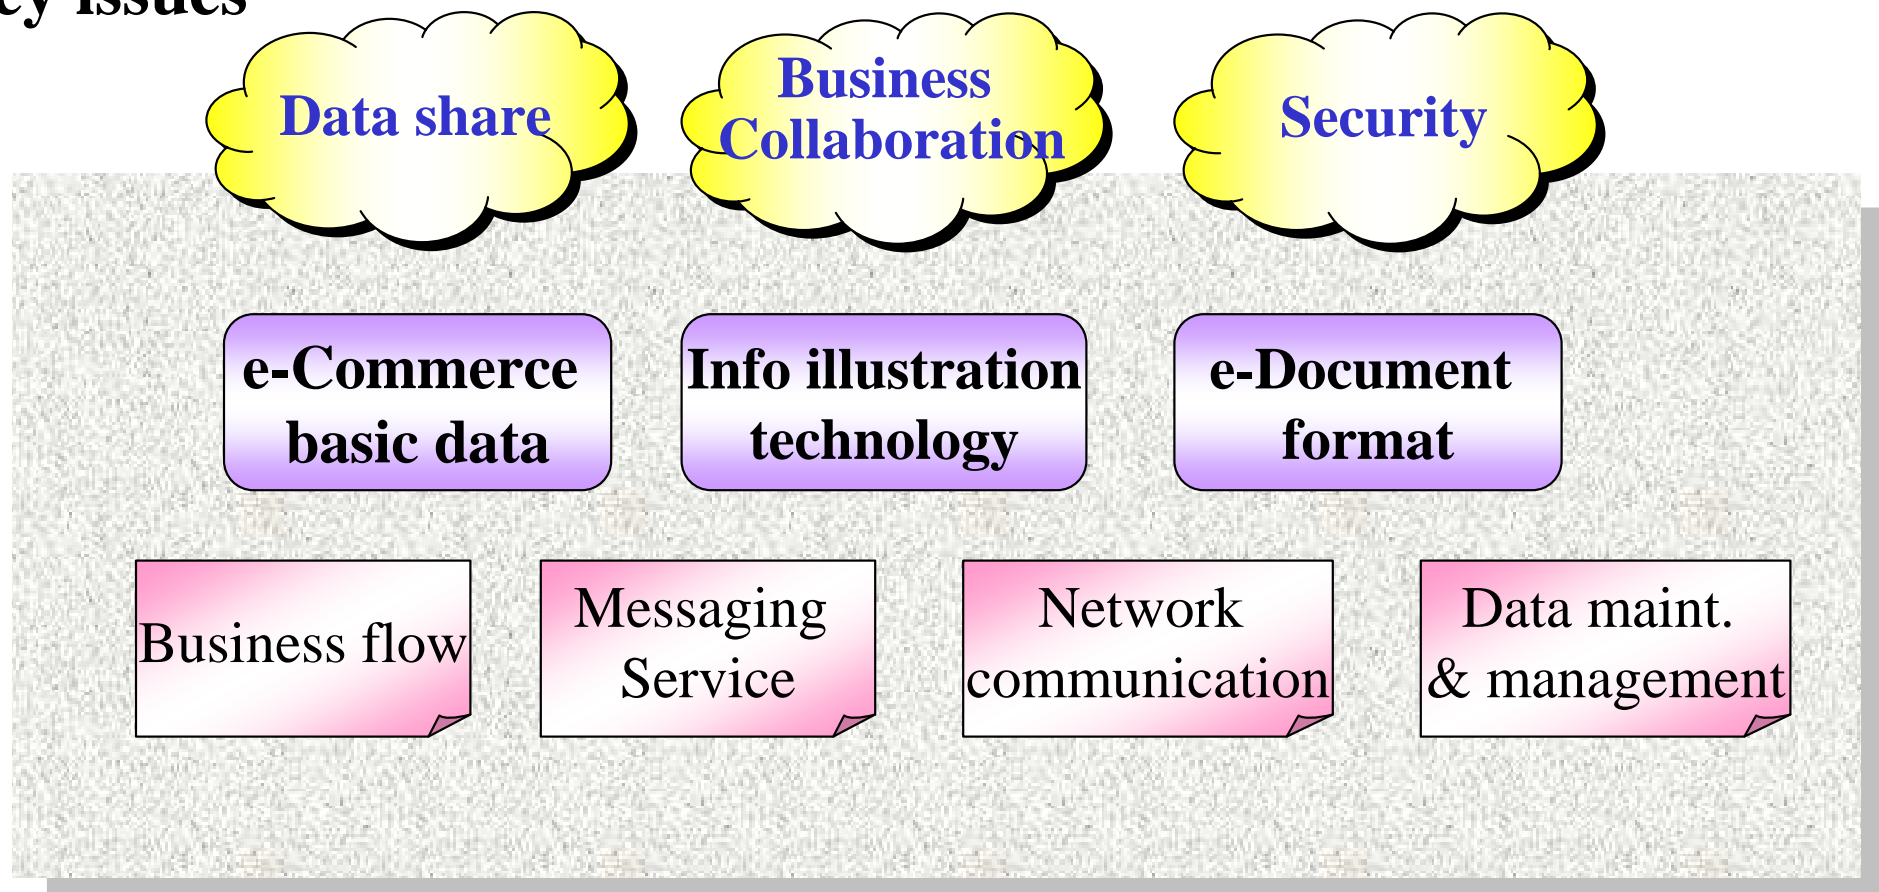 issues
Data share
Business
Collaboration
Security
e-Commerce
basic data
Info illustration
technology
e-Document
format
Business flow
Messaging
Service
Network
communication
Data maint.
& management